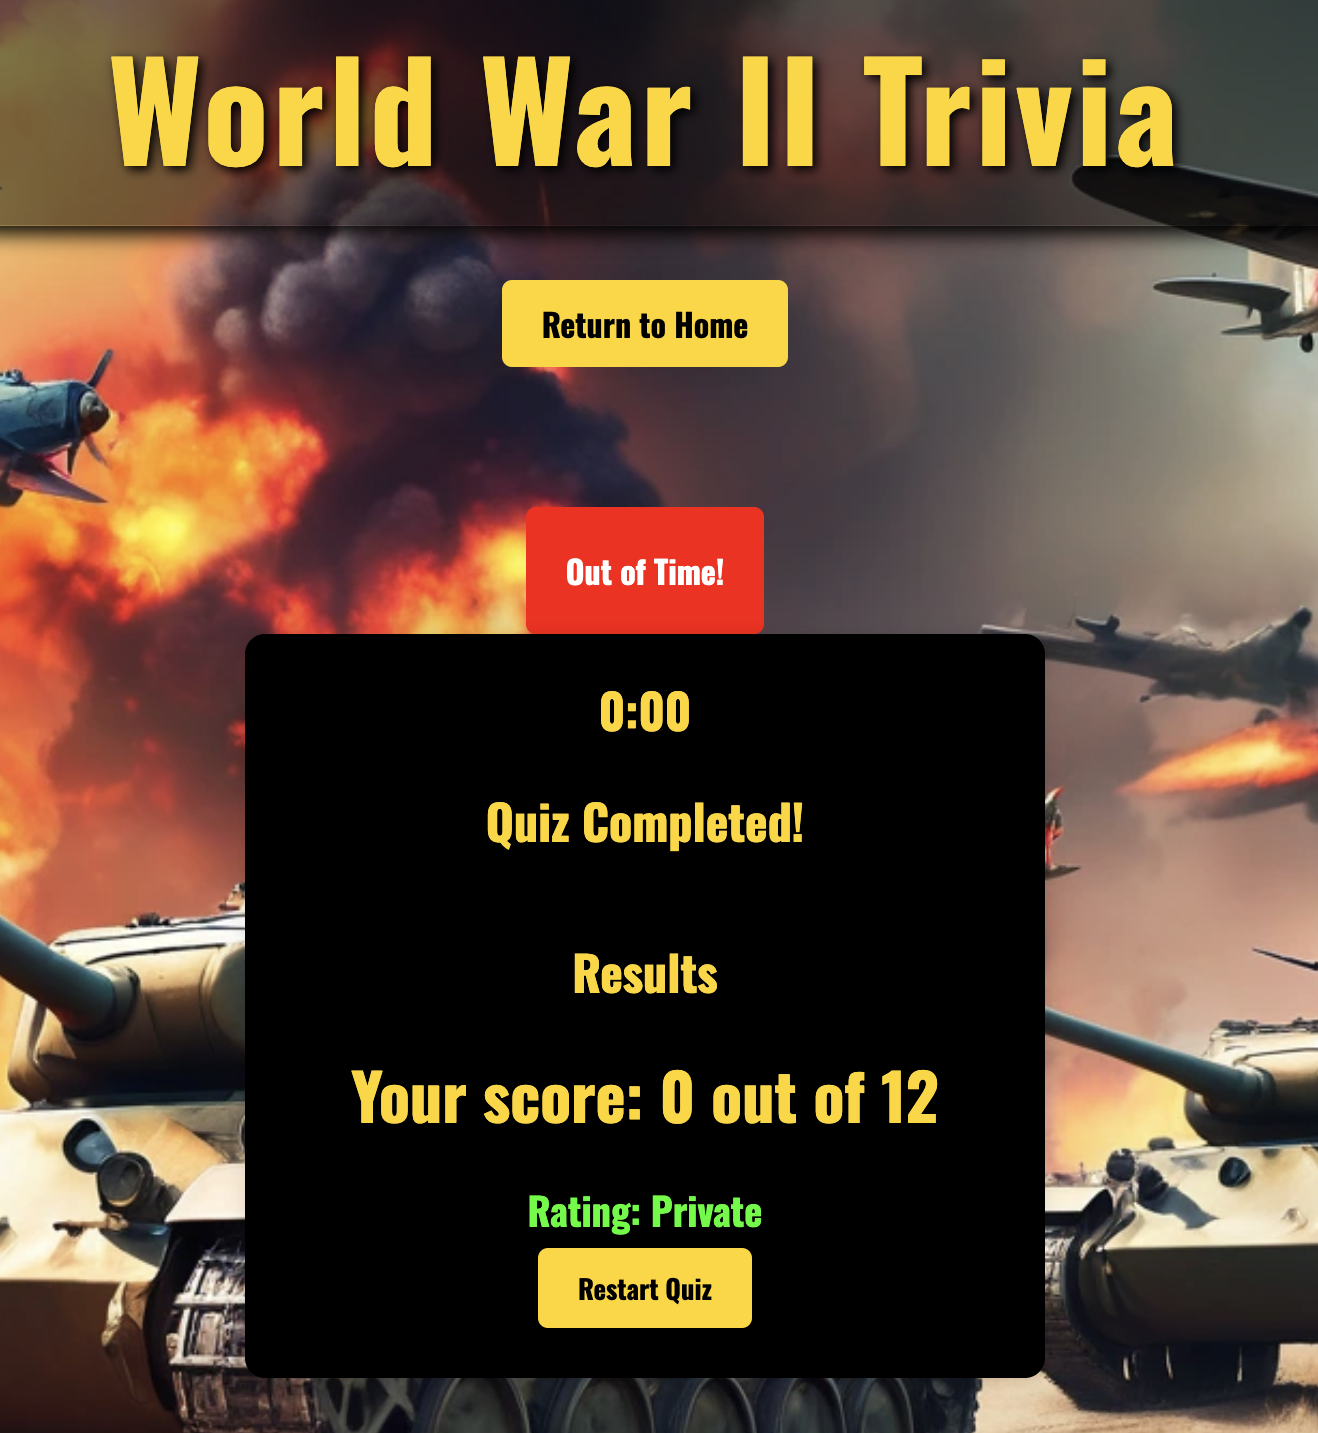 World War II Trivia
Return to Home
Out of Time!
0:00
Quiz Completed!
Results
Your score: 0 out of 12
Rating: Private
Restart Quiz